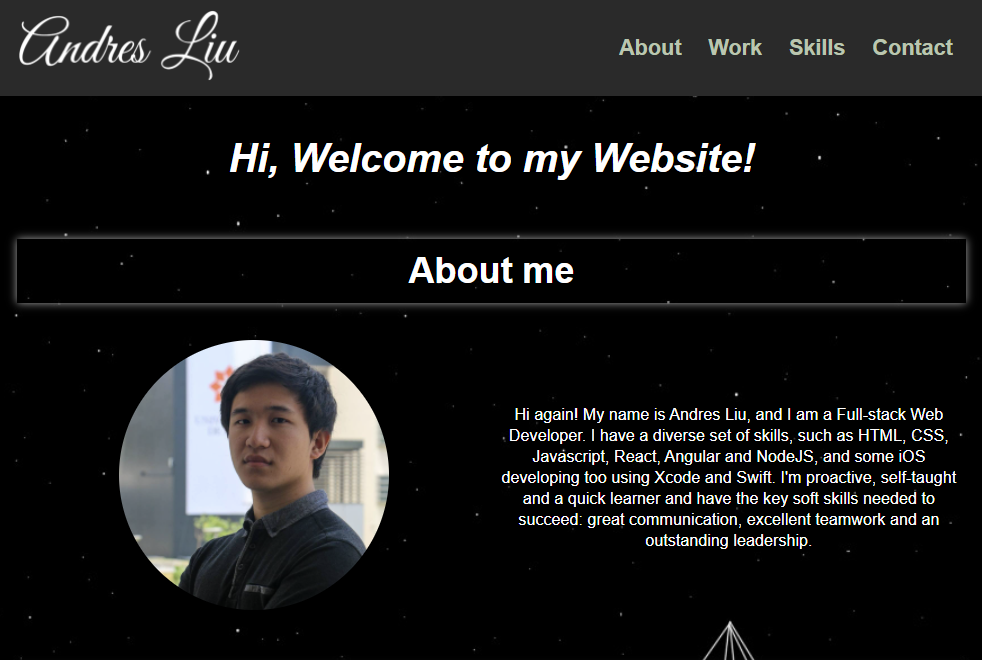 Andres Liu
About Work Skills Contact
Hi, Welcome to my Website!
About me
Hi again! My name is Andres Liu, and I am a Full-stack Web
Developer. I have a diverse set of skills, such as HTML, CSS,
Javascript, React, Angular and NodeJS, and some iOS
developing too using Xcode and Swift. I'm proactive, self-taught
and a quick learner and have the key soft skills needed to
succeed: great communication, excellent teamwork and an
outstanding leadership.